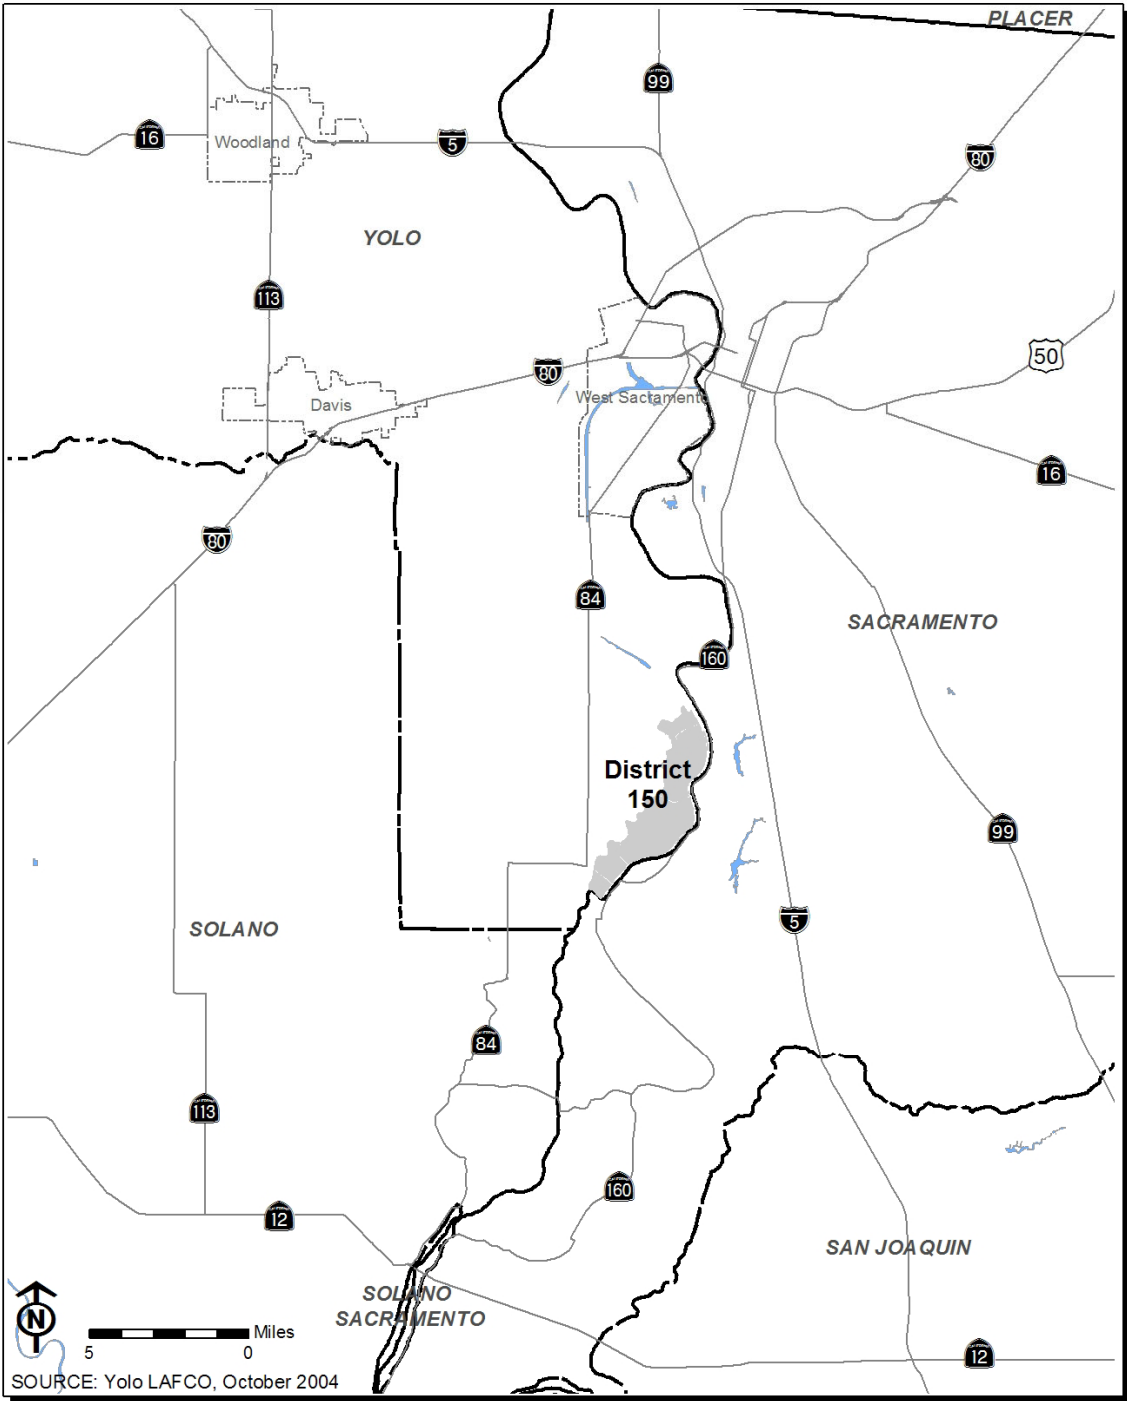 PLACER
99
16
Woodland
5
80
YOLO
113
50
80
Davis
West Sacramento
16
80
84
SACRAMENTO
160
District
150
99
5
SOLANO
84
113
160
12
SAN JOAQUIN
SOLANO
SACRAMENTO
N
Miles
5 0
12
SOURCE: Yolo LAFCO, October 2004